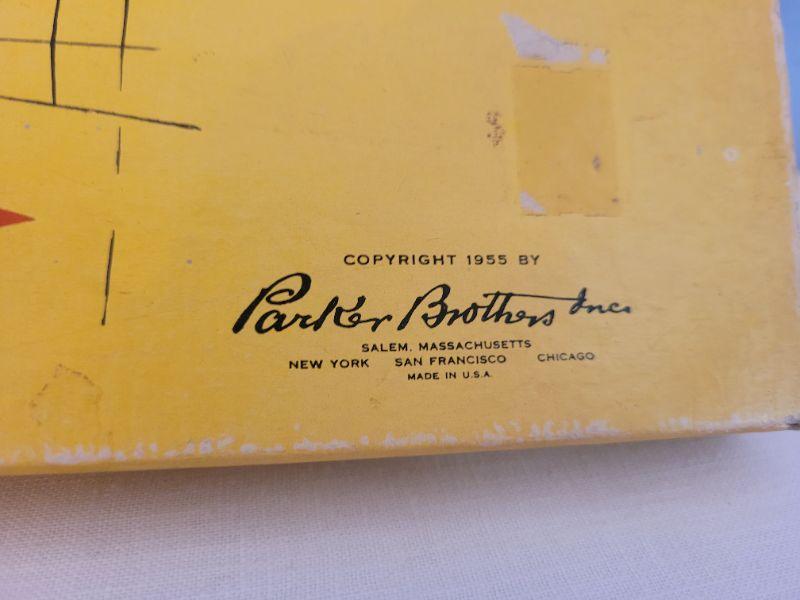 COPYRIGHT 1955 BY
Parker Brothers Inc.
SALEM, MASSACHUSETTS
NEW YORK SAN FRANCISCO CHICAGO
MADE IN U.S.A.